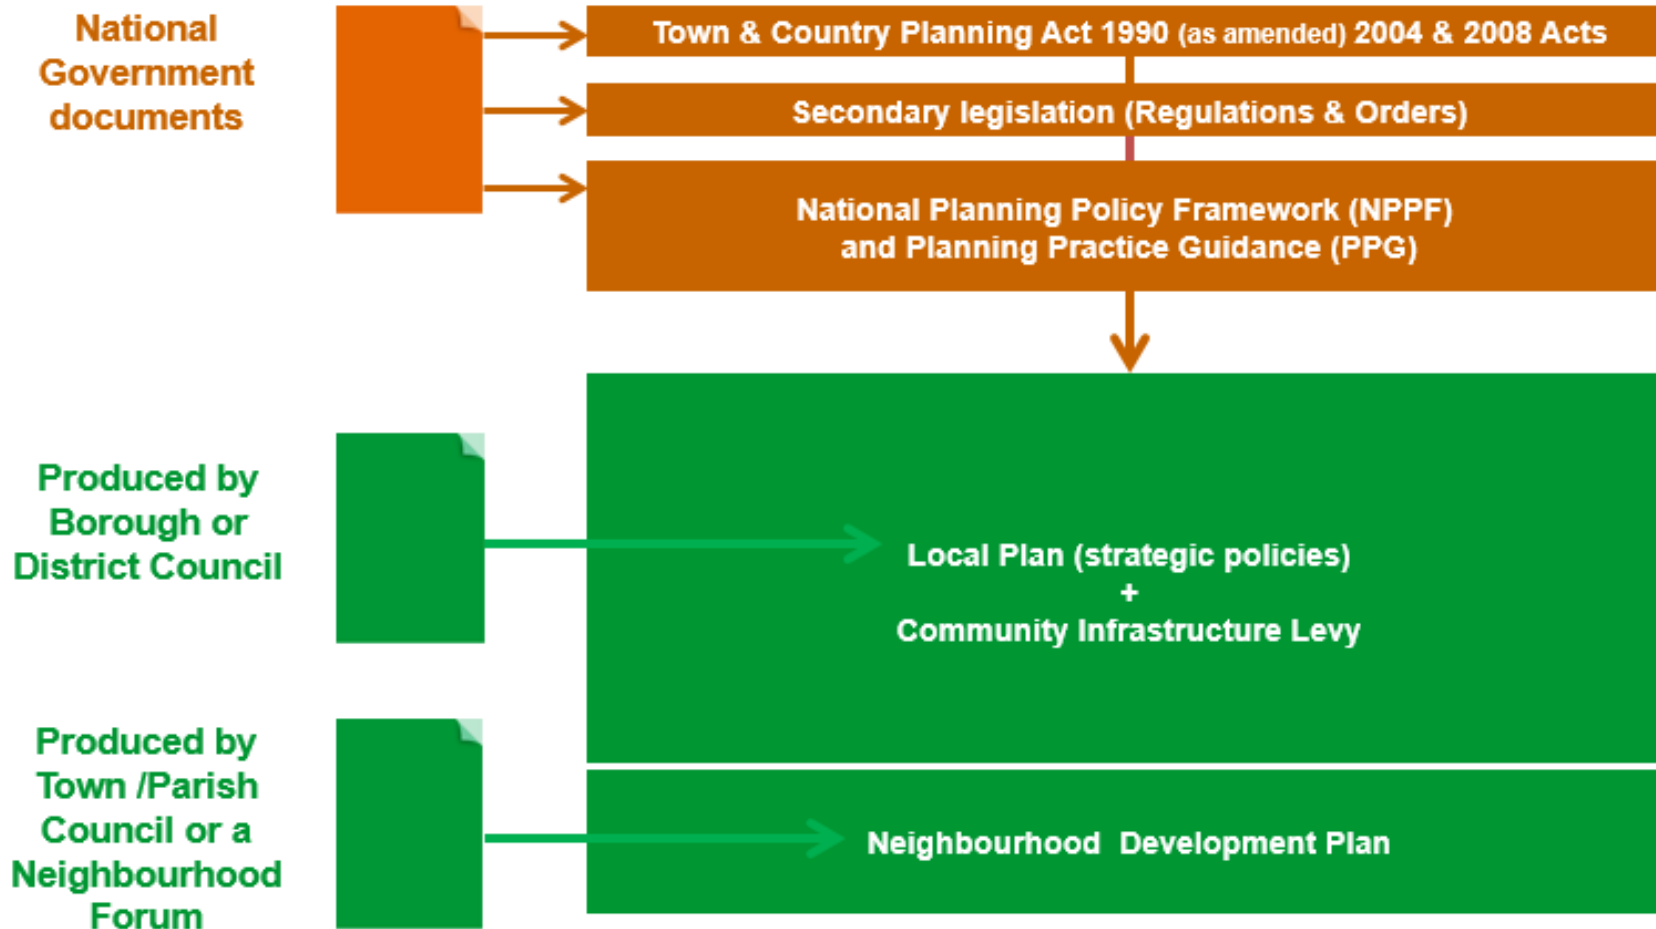 National
Government
documents
Town & Country Planning Act 1990 (as amended) 2004 & 2008 Acts
Secondary legislation (Regulations & Orders)
National Planning Policy Framework (NPPF)
and Planning Practice Guidance (PPG)
Produced by
Borough or
District Council
Local Plan (strategic policies)
+
Community Infrastructure Levy
Produced by
Town /Parish
Council or a
Neighbourhood
Forum
Neighbourhood  Development Plan